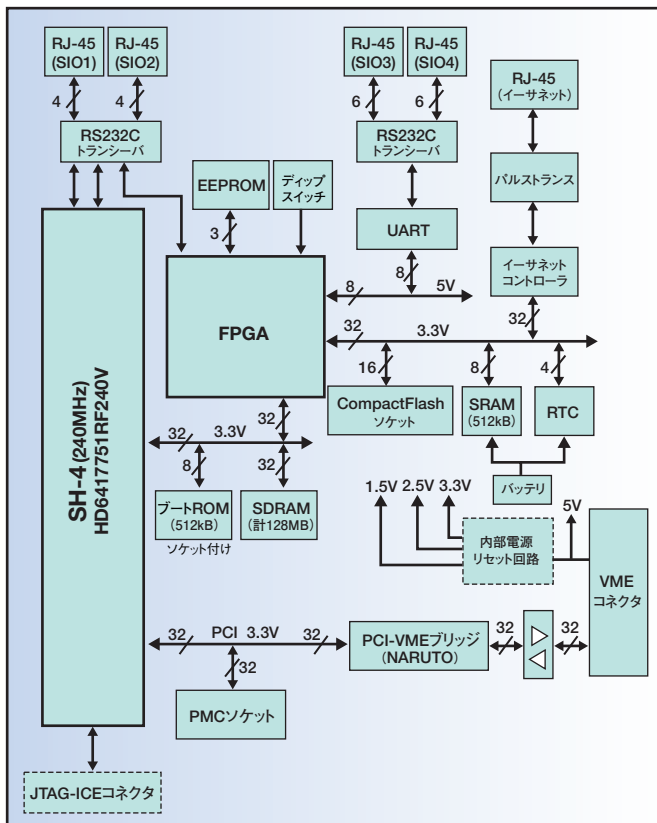 RJ-45
(SIO1)
RJ-45
(SIO2)
RJ-45
(SIO3)
RJ-45
(SIO4)
RJ-45
(イーサネット)
4
4
6
6
RS232C
トランシーバ
RS232C
トランシーバ
パルストランス
EEPROM
ディップ
スイッチ
UART
イーサネット
コントローラ
3
8
32
SH-4 (240MHz)
HD6417751RF240V
FPGA
8
5V
32
3.3V
16
8
4
CompactFlash
ソケット
SRAM
(512kB)
RTC
バッテリ
32
32
3.3V
8
32
ブートROM
(512kB)
ソケット付け
SDRAM
(計128MB)
1.5V
2.5V
3.3V
5V
内部電源
リセット回路
VME
コネクタ
32
PCI
3.3V
32
32
PCI-VMEブリッジ
(NARUTO)
32
32
PMCソケット
JTAG-ICEコネクタ